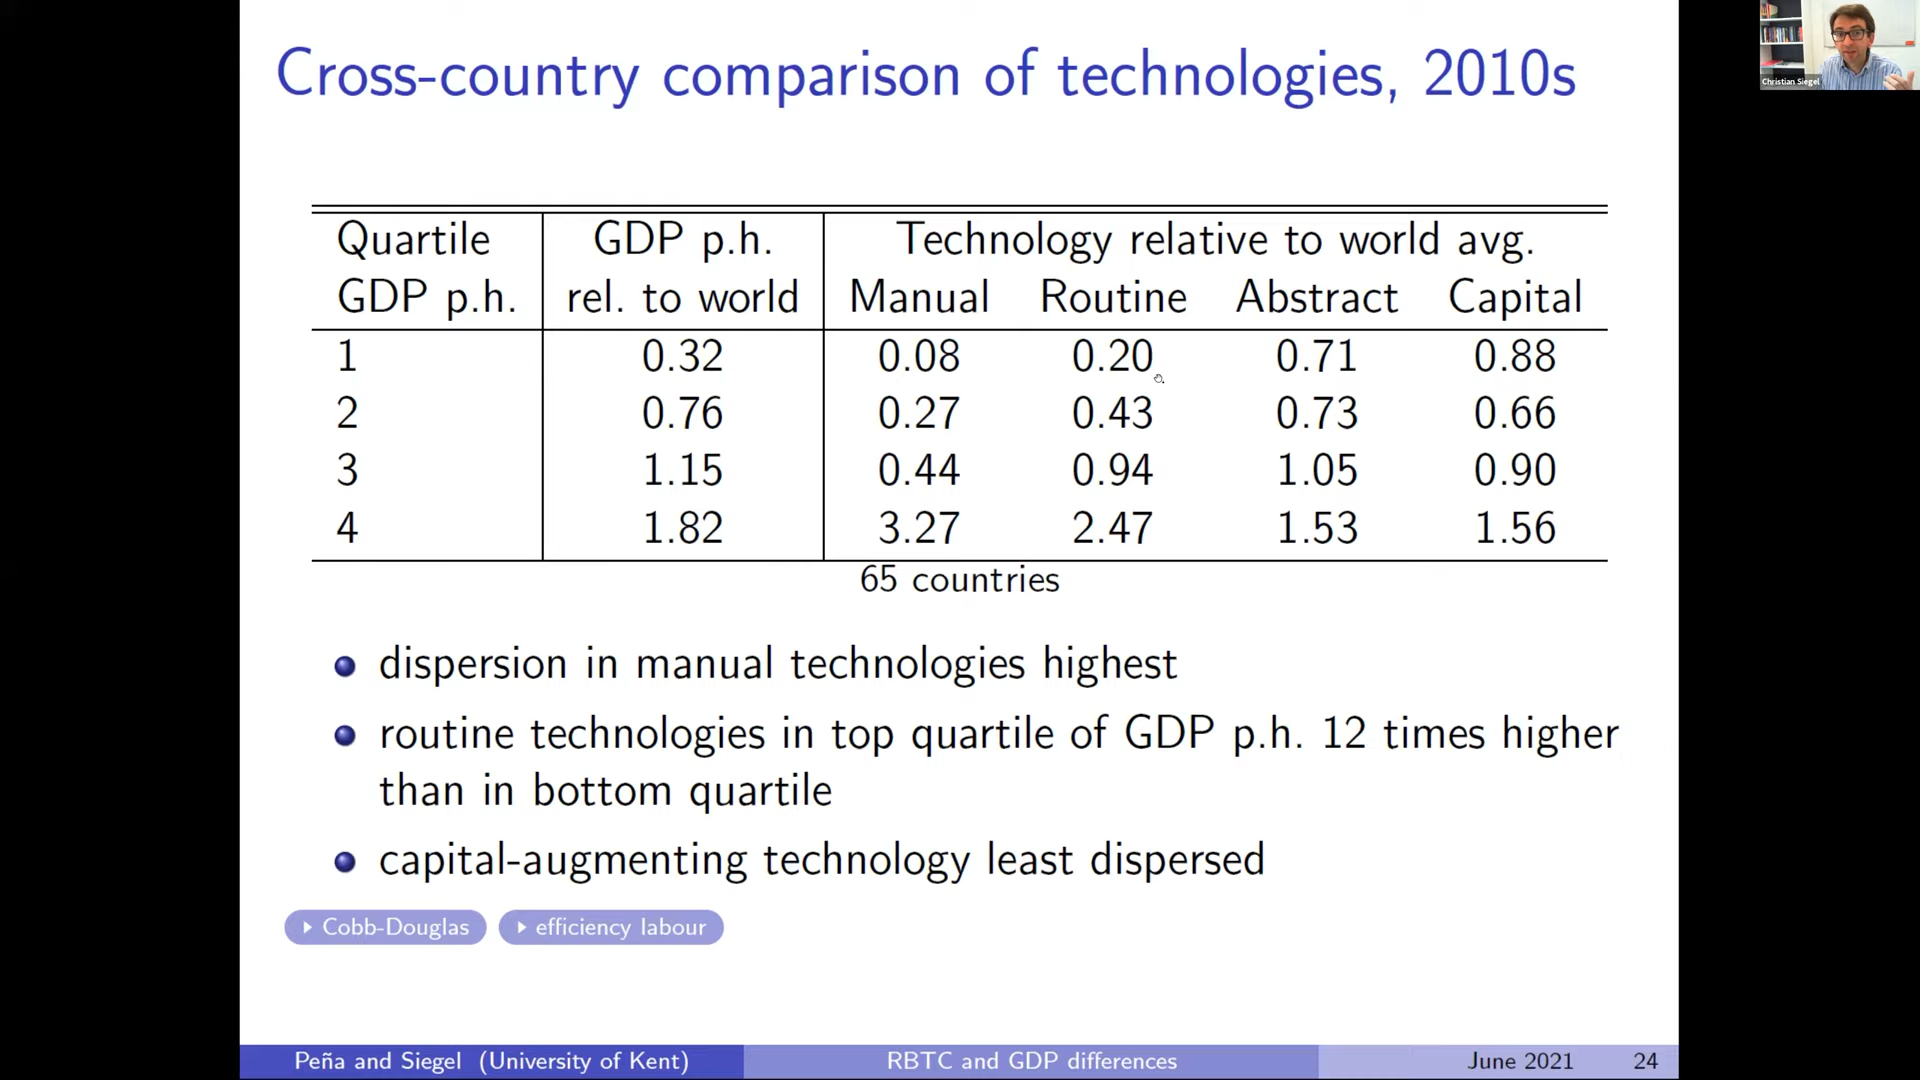 Cross-country comparison of technologies, 2010s
Christian Siegel
Quartile GDP p.h. Technology relative to world avg.
GDP p.h. rel. to world Manual Routine Abstract Capital
1 0.32 0.08 0.20 0.71 0.88
2 0.76 0.27 0.43 0.73 0.66
3 1.15 0.44 0.94 1.05 0.90
4 1.82 3.27 2.47 1.53 1.56
65 countries
dispersion in manual technologies highest
routine technologies in top quartile of GDP p.h. 12 times higher
than in bottom quartile
capital-augmenting technology least dispersed
Cobb-Douglas efficiency labour
Peña and Siegel (University of Kent) RBTC and GDP differences June 2021 24